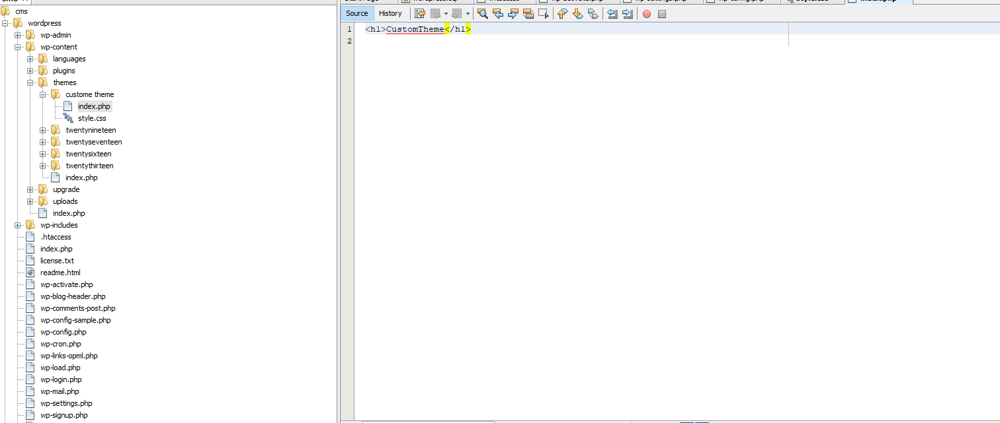 cms
Source History
wordpress
wp-admin
wp-content
languages
plugins
themes
custome theme
index.php
style.css
twentynineteen
twentyseventeen
twentysixteen
twentythirteen
index.php
upgrade
uploads
index.php
wp-includes
.htaccess
index.php
license.txt
readme.html
wp-activate.php
wp-blog-header.php
wp-comments-post.php
wp-config-sample.php
wp-config.php
wp-cron.php
wp-links-opml.php
wp-load.php
wp-login.php
wp-mail.php
wp-settings.php
wp-signup.php
1 <h1>CustomTheme</h1>
2